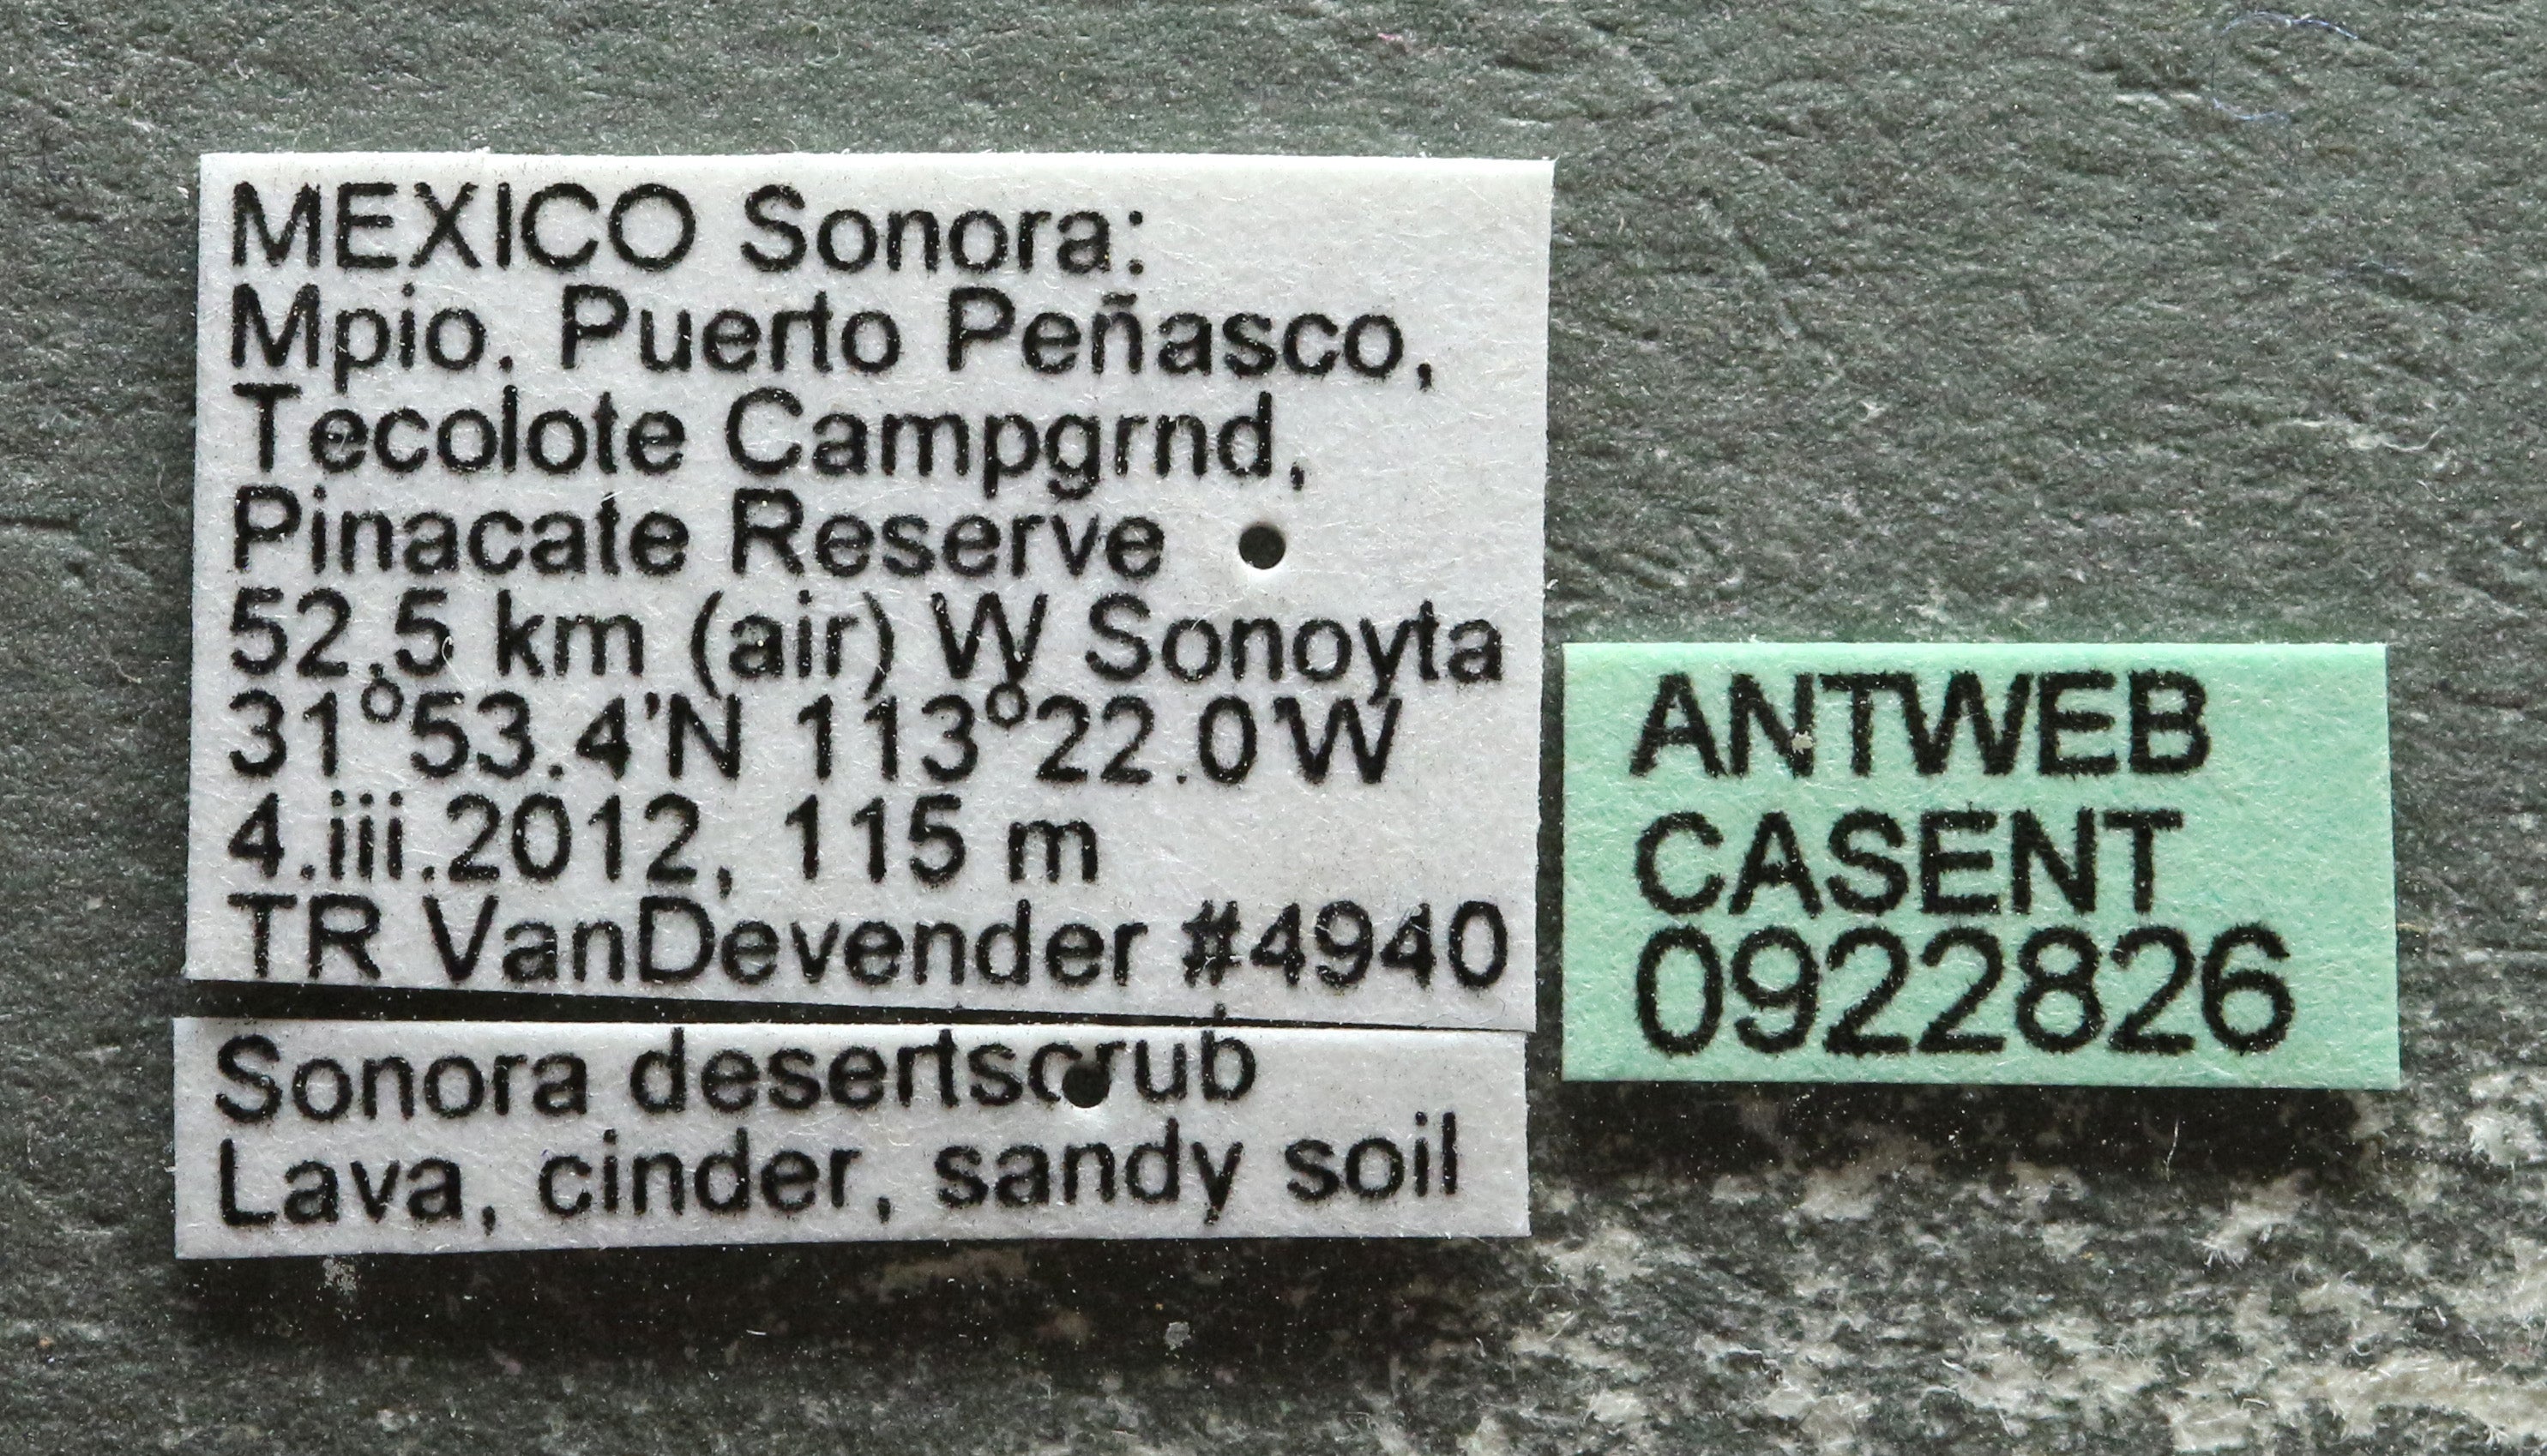 MEXICO Sonora:
Mpio. Puerto Peñasco,
Tecolote Campgrnd,
Pinacate Reserve
52.5 km (air) W Sonoyta
31°53.4'N 113°22.0'W
4.iii.2012, 115 m
TR VanDevender #4940
Sonora desertscrub
Lava, cinder, sandy soil
ANTWEB
CASENT
0922826